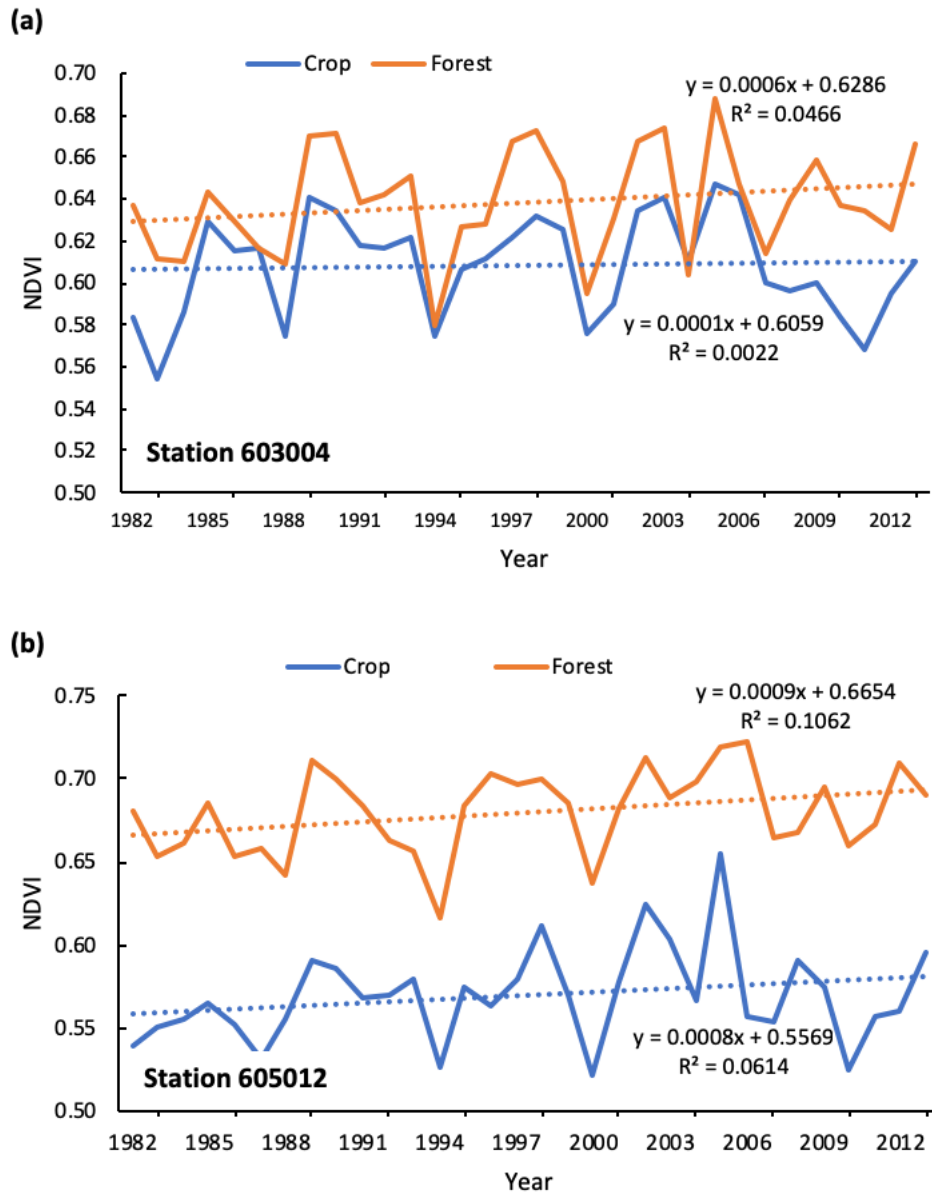 (a)
Crop Forest
0.70
0.68
0.66
0.64
0.62
0.60
0.58
0.56
0.54
0.52
0.50
NDVI
y = 0.0006x + 0.6286
R² = 0.0466
y = 0.0001x + 0.6059
R² = 0.0022
Station 603004
1982 1985 1988 1991 1994 1997 2000 2003 2006 2009 2012
Year
(b)
Crop Forest
0.75
0.70
0.65
0.60
0.55
0.50
NDVI
y = 0.0009x + 0.6654
R² = 0.1062
y = 0.0008x + 0.5569
R² = 0.0614
Station 605012
1982 1985 1988 1991 1994 1997 2000 2003 2006 2009 2012
Year